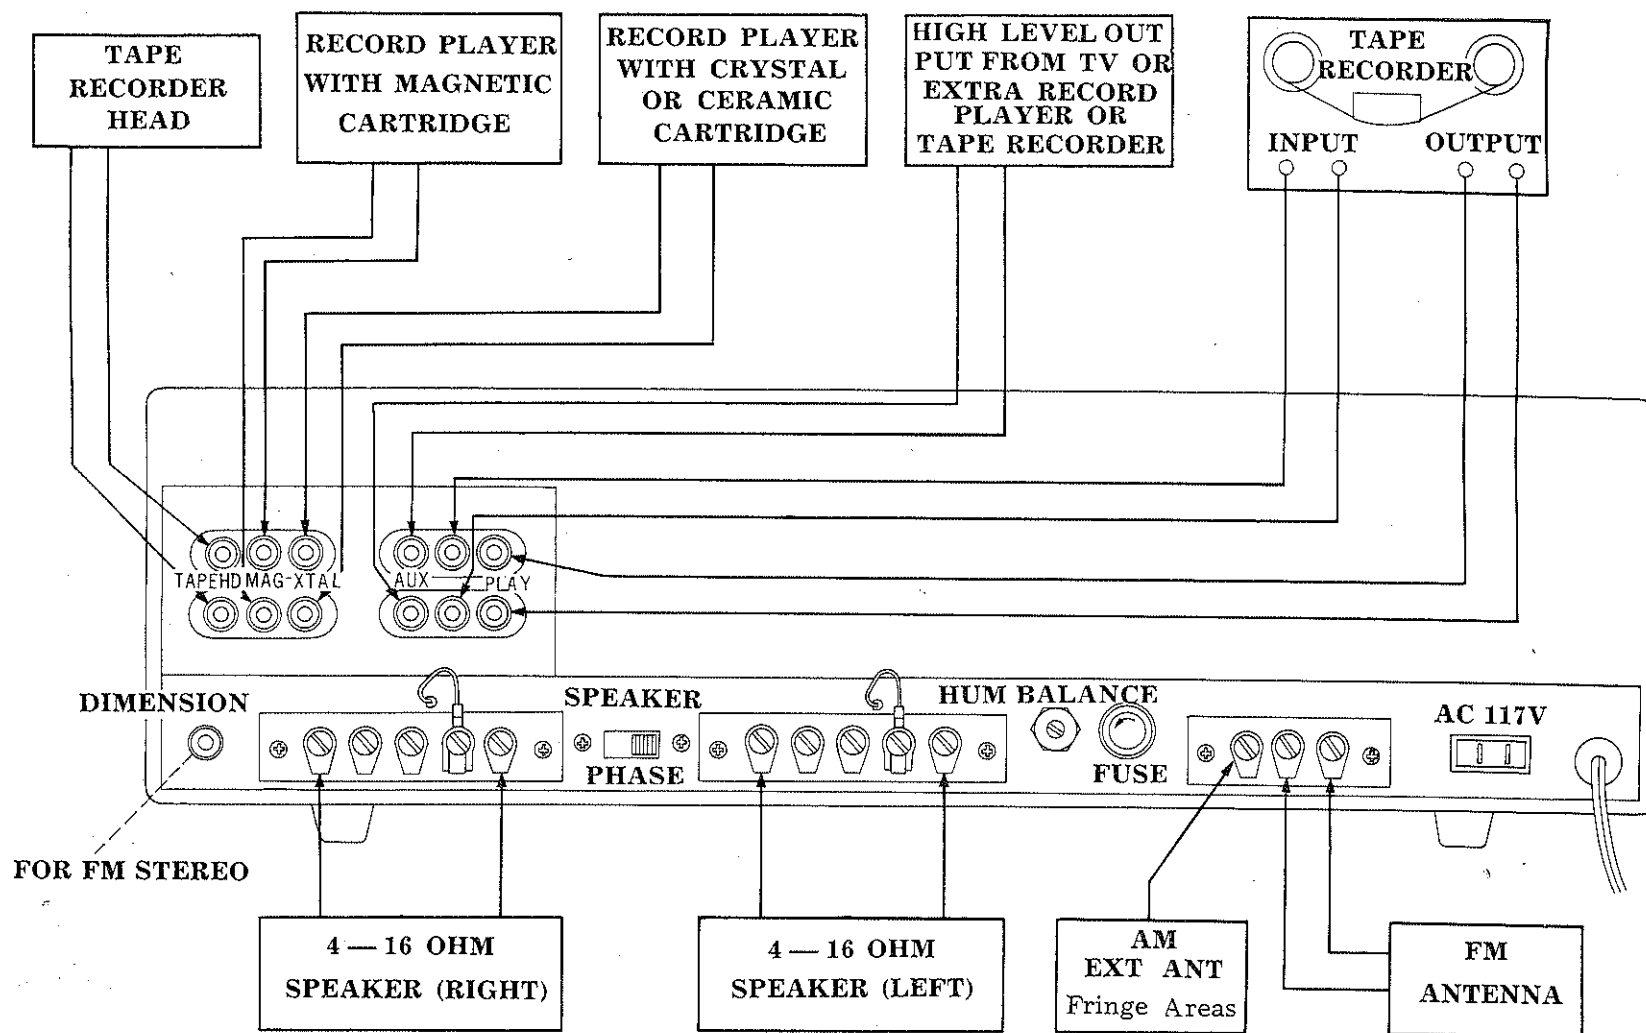 TAPE
RECORDER
HEAD
RECORD PLAYER
WITH MAGNETIC
CARTRIDGE
RECORD PLAYER
WITH CRYSTAL
OR CERAMIC
CARTRIDGE
HIGH LEVEL OUT
PUT FROM TV OR
EXTRA RECORD
PLAYER OR
TAPE RECORDER
TAPE
RECORDER
INPUT OUTPUT
TAPEHD MAG-XTAL
AUX PLAY
DIMENSION
SPEAKER
PHASE
HUM BALANCE
FUSE
AC 117V
FOR FM STEREO
4 — 16 OHM
SPEAKER (RIGHT)
4 — 16 OHM
SPEAKER (LEFT)
AM
EXT ANT
Fringe Areas
FM
ANTENNA